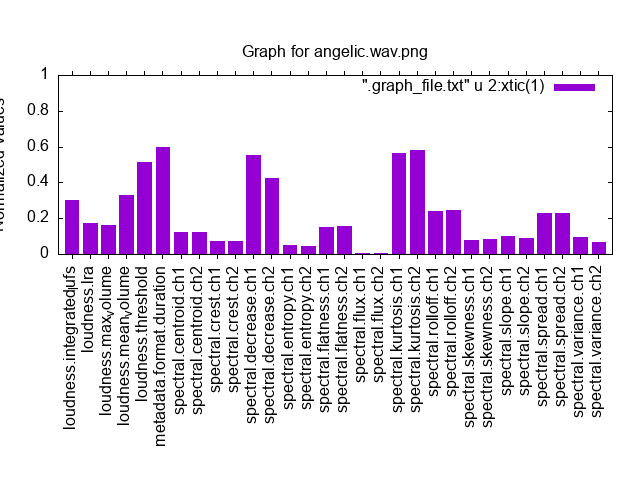 Graph for angelic.wav.png
".graph_file.txt" u 2:xtic(1)
Normalized Values
1
0.8
0.6
0.4
0.2
0
loudness.integratedlufs
loudness.lra
loudness.maxvolume
loudness.meanvolume
loudness.threshold
metadata.format.duration
spectral.centroid.ch1
spectral.centroid.ch2
spectral.crest.ch1
spectral.crest.ch2
spectral.decrease.ch1
spectral.decrease.ch2
spectral.entropy.ch1
spectral.entropy.ch2
spectral.flatness.ch1
spectral.flatness.ch2
spectral.flux.ch1
spectral.flux.ch2
spectral.kurtosis.ch1
spectral.kurtosis.ch2
spectral.rolloff.ch1
spectral.rolloff.ch2
spectral.skewness.ch1
spectral.skewness.ch2
spectral.slope.ch1
spectral.slope.ch2
spectral.spread.ch1
spectral.spread.ch2
spectral.variance.ch1
spectral.variance.ch2